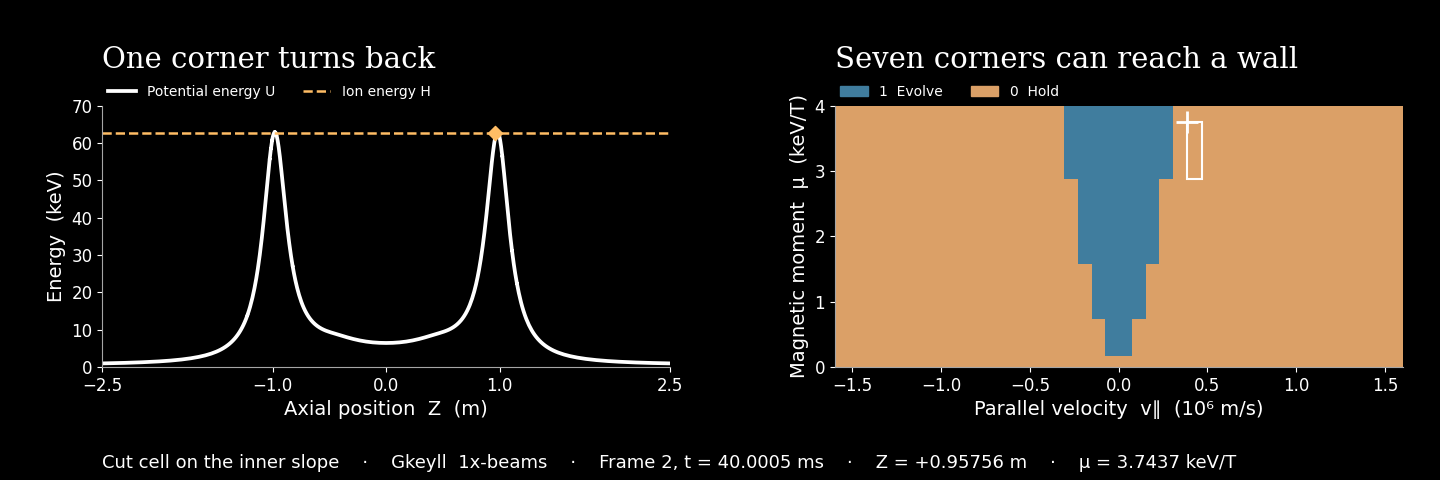 One corner turns back
Potential energy U
Ion energy H
70
60
50
40
30
20
10
0
Energy (keV)
−2.5
−1.0
0.0
1.0
2.5
Axial position Z (m)
Seven corners can reach a wall
1 Evolve
0 Hold
4
3
2
1
0
Magnetic moment μ (keV/T)
−1.5
−1.0
−0.5
0.0
0.5
1.0
1.5
Parallel velocity v∥ (10⁶ m/s)
Cut cell on the inner slope · Gkeyll 1x-beams · Frame 2, t = 40.0005 ms · Z = +0.95756 m · μ = 3.7437 keV/T